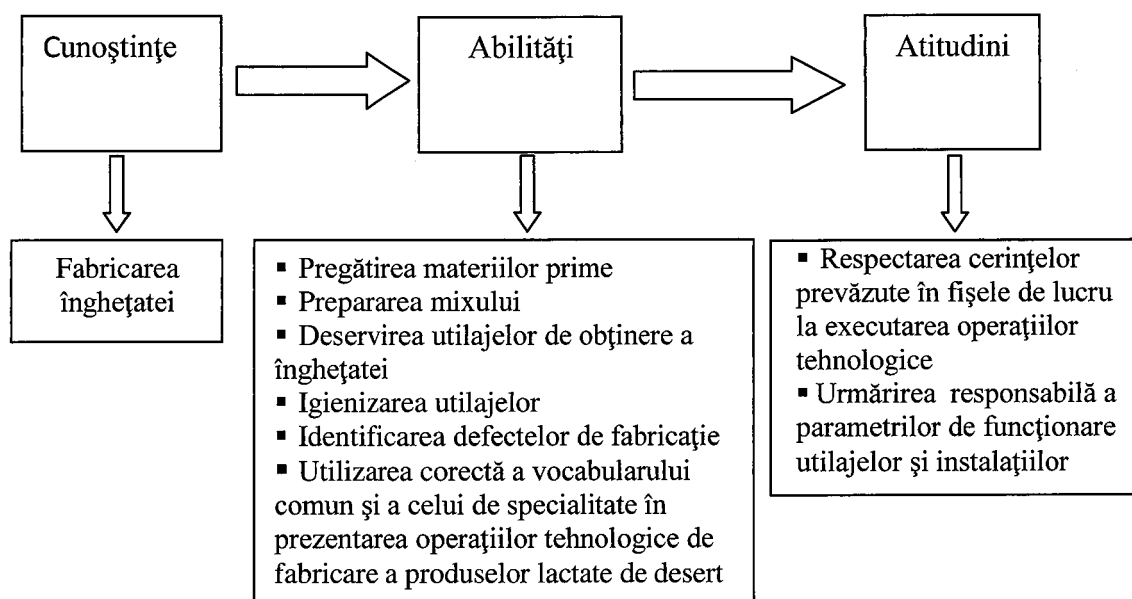 Cunoştinţe
Abilităţi
Atitudini
Fabricarea
îngheţatei
▪ Pregătirea materiilor prime
▪ Prepararea mixului
▪ Deservirea utilajelor de obţinere a
îngheţatei
▪ Igienizarea utilajelor
▪ Identificarea defectelor de fabricaţie
▪ Utilizarea corectă a vocabularului
comun şi a celui de specialitate în
prezentarea operaţiilor tehnologice de
fabricare a produselor lactate de desert
▪ Respectarea cerinţelor
prevăzute în fişele de lucru
la executarea operaţiilor
tehnologice
▪ Urmărirea responsabilă a
parametrilor de funcţionare
utilajelor şi instalaţiilor